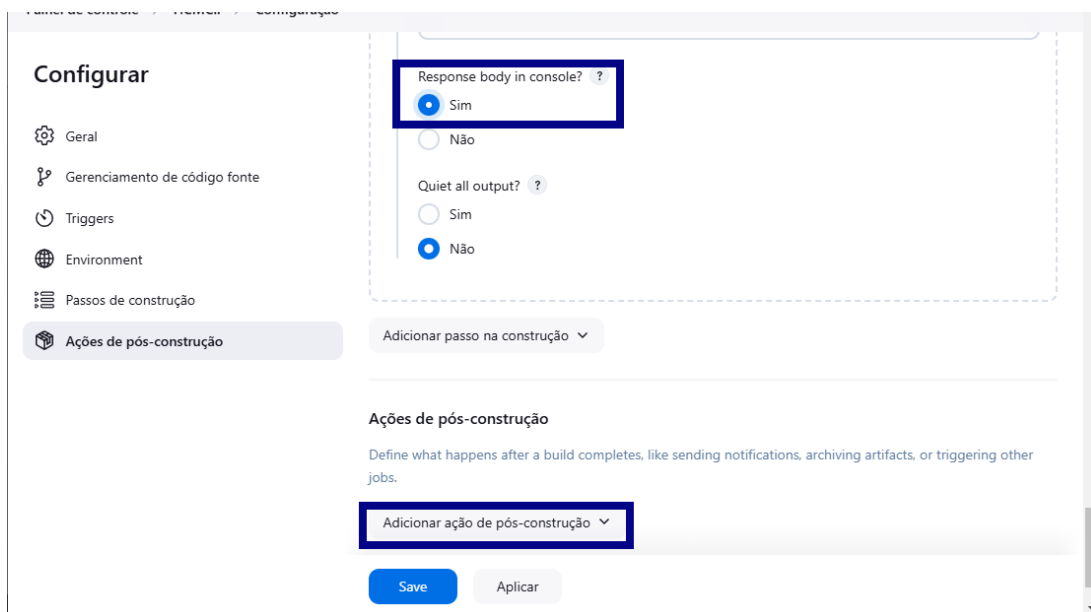 Configurar
Geral
Gerenciamento de código fonte
Triggers
Environment
Passos de construção
Ações de pós-construção
Response body in console? ?
Sim
Não
Quiet all output? ?
Sim
Não
Adicionar passo na construção
Ações de pós-construção
Define what happens after a build completes, like sending notifications, archiving artifacts, or triggering other
jobs.
Adicionar ação de pós-construção
Save
Aplicar